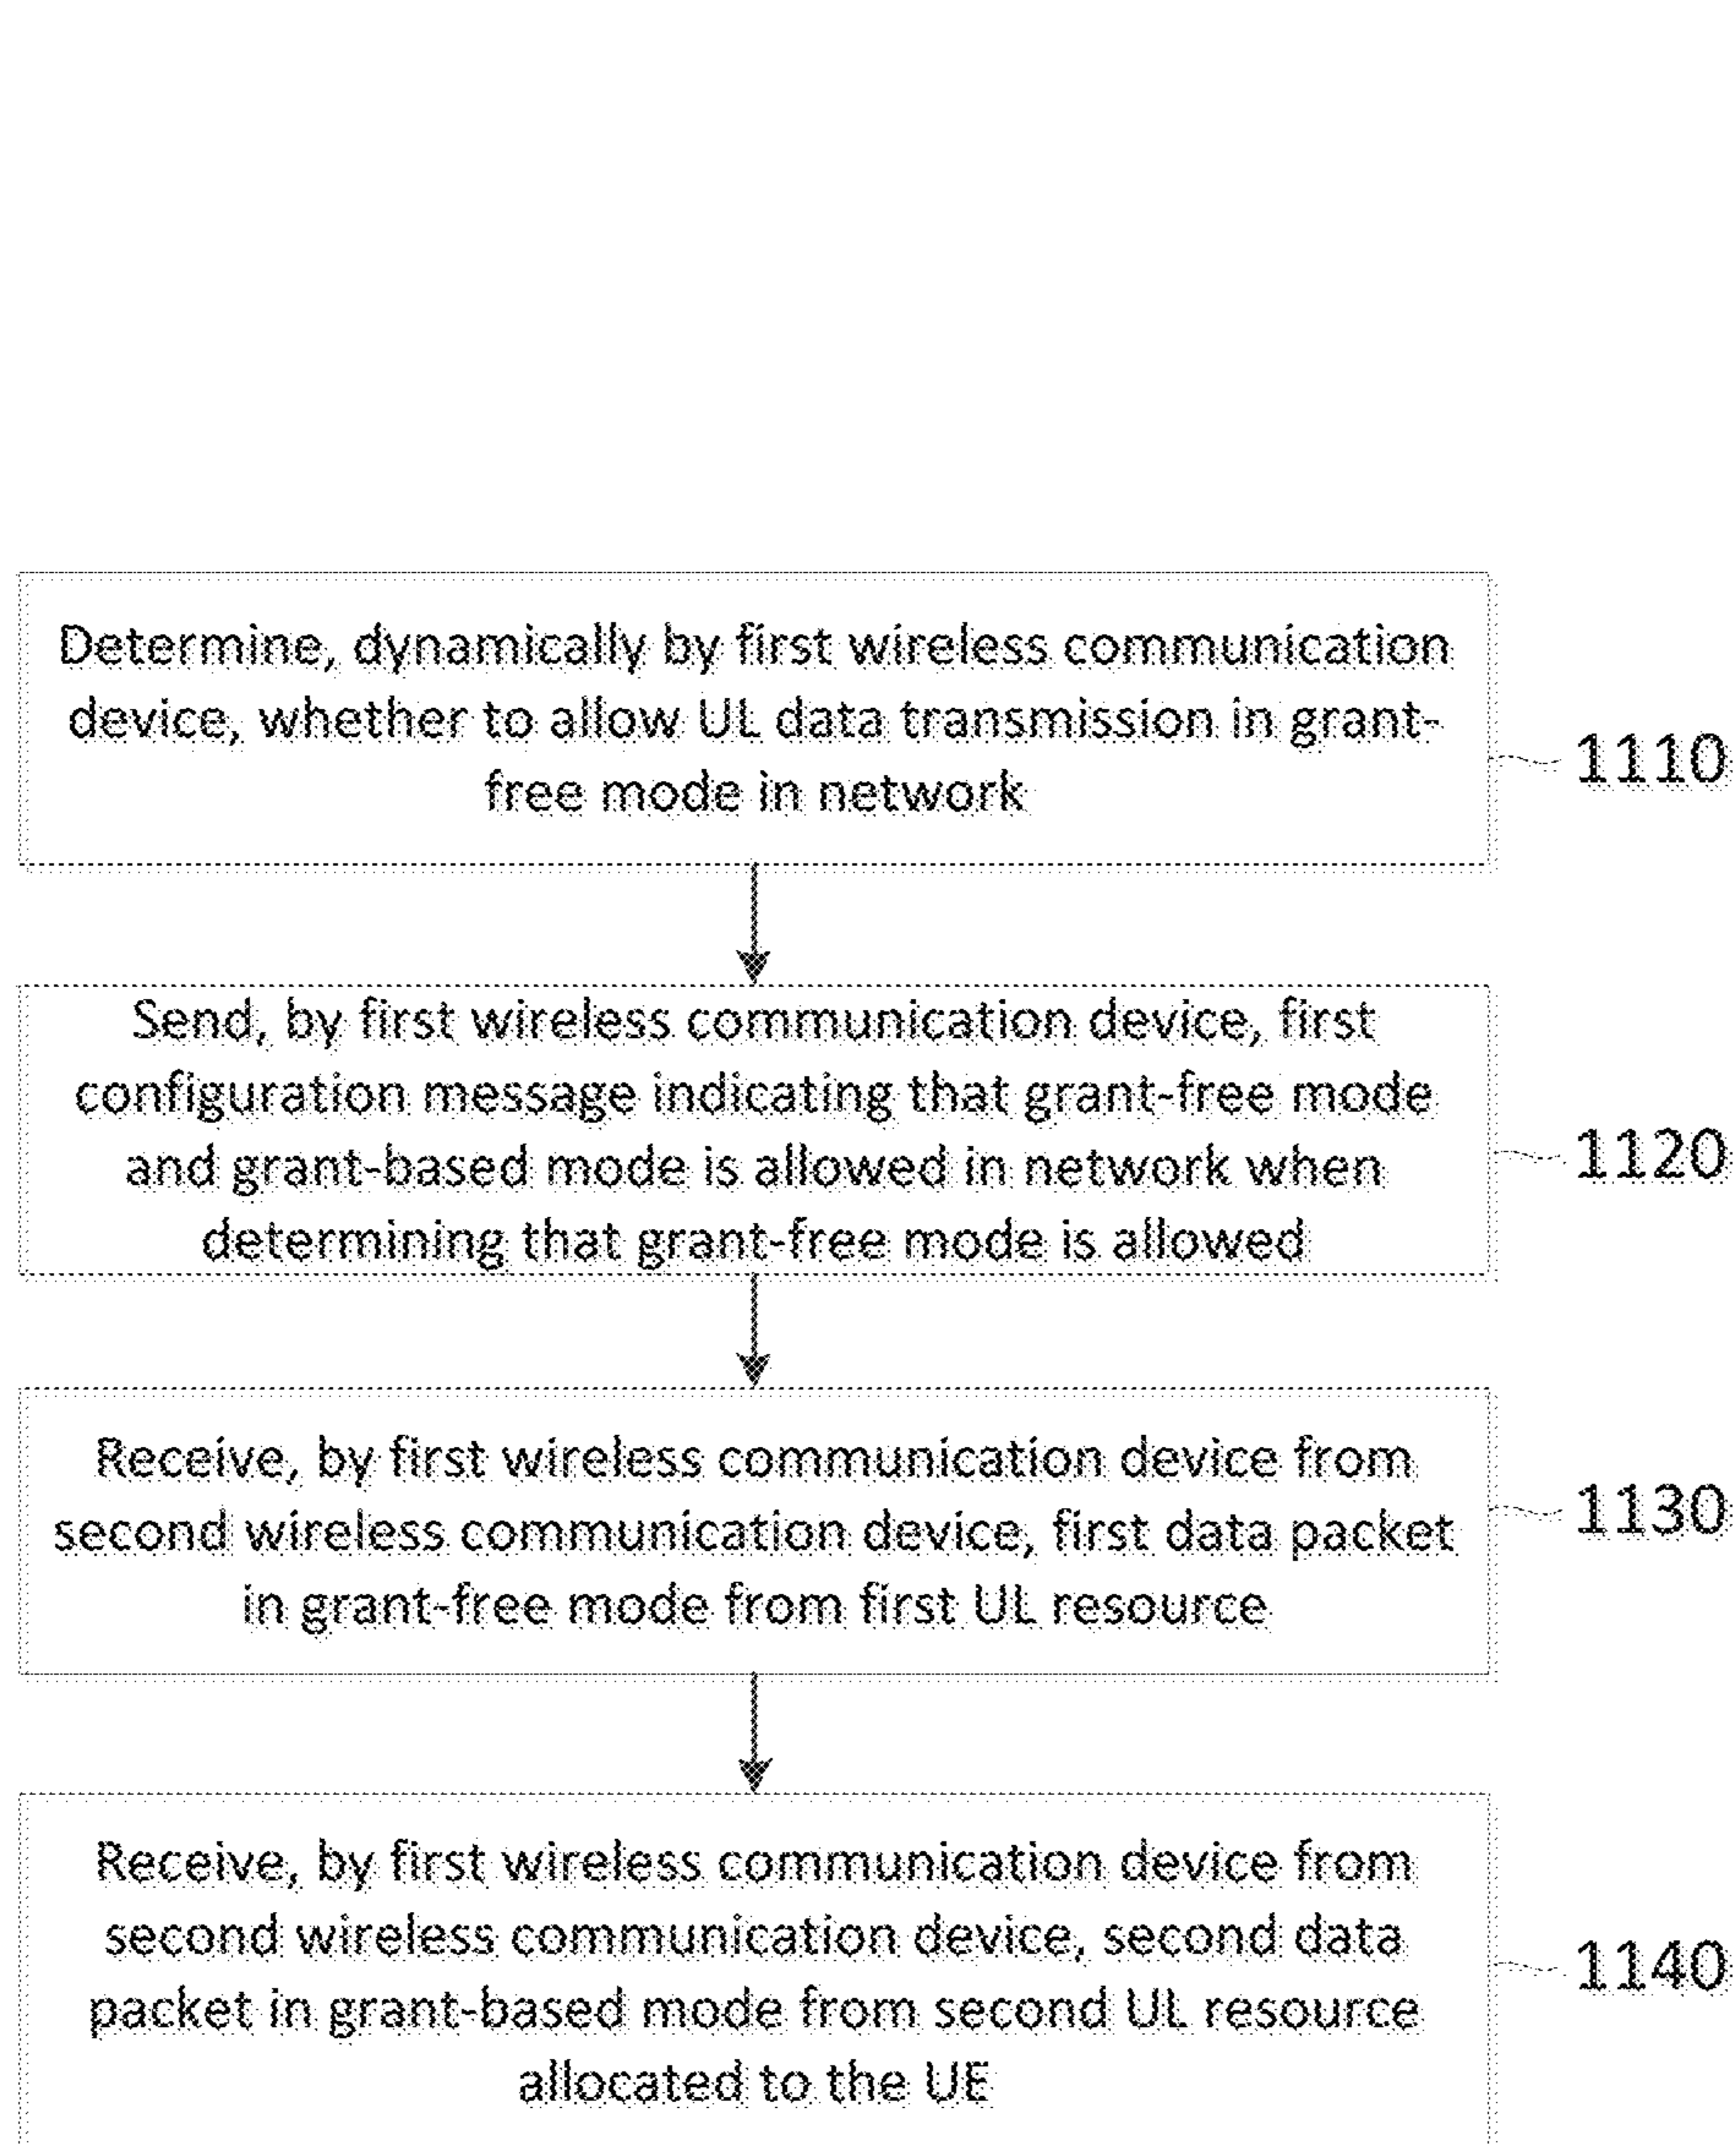 Determine, dynamically by first wireless communication
device, whether to allow UL data transmission in grant-
free mode in network
1110
Send, by first wireless communication device, first
configuration message indicating that grant-free mode
and grant-based mode is allowed in network when
determining that grant-free mode is allowed
1120
Receive, by first wireless communication device from
second wireless communication device, first data packet
in grant-free mode from first UL resource
1130
Receive, by first wireless communication device from
second wireless communication device, second data
packet in grant-based mode from second UL resource
allocated to the UE
1140